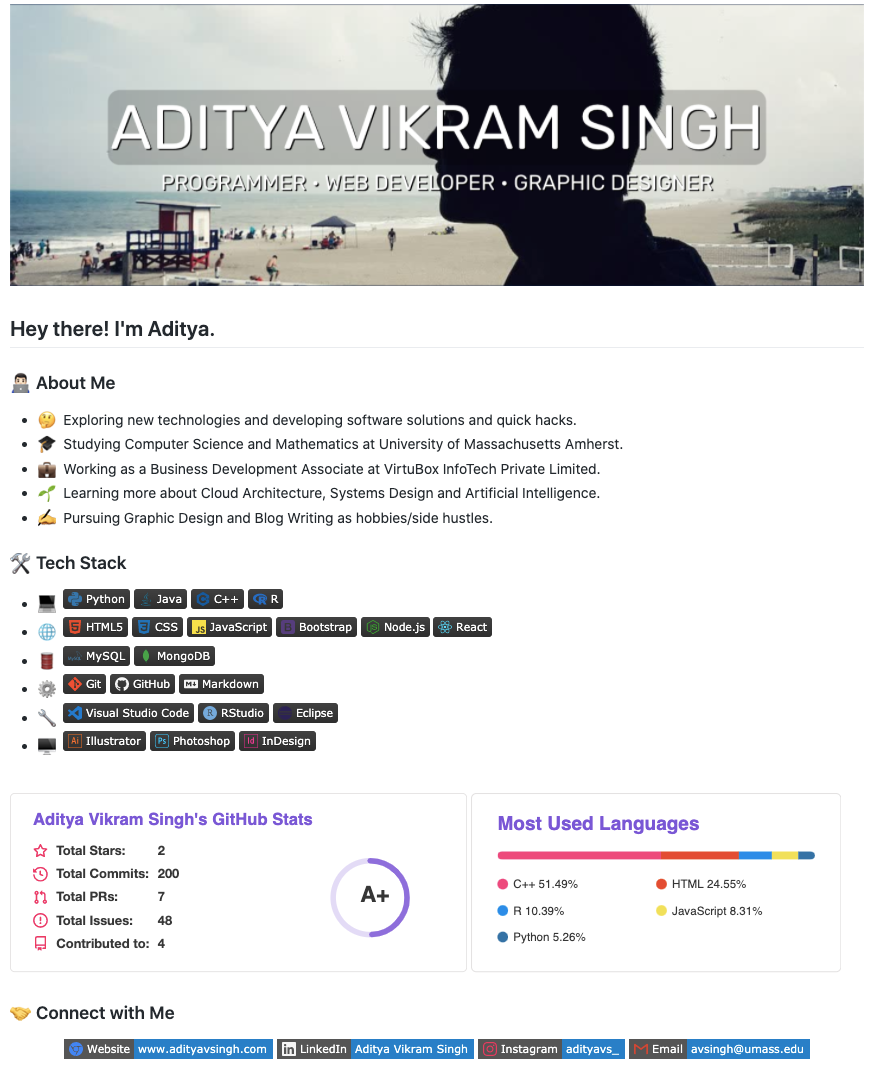 ADITYA VIKRAM SINGH
PROGRAMMER • WEB DEVELOPER • GRAPHIC DESIGNER
Hey there! I'm Aditya.
About Me
Exploring new technologies and developing software solutions and quick hacks.
Studying Computer Science and Mathematics at University of Massachusetts Amherst.
Working as a Business Development Associate at VirtuBox InfoTech Private Limited.
Learning more about Cloud Architecture, Systems Design and Artificial Intelligence.
Pursuing Graphic Design and Blog Writing as hobbies/side hustles.
Tech Stack
Python Java C++ R R
HTML5 CSS JS JavaScript B Bootstrap Node.js React
MySQL MySQL MongoDB
Git GitHub M Markdown
Visual Studio Code R RStudio Eclipse
Ai Illustrator Ps Photoshop Id InDesign
Aditya Vikram Singh's GitHub Stats
Total Stars: 2
Total Commits: 200
Total PRs: 7
Total Issues: 48
Contributed to: 4
A+
Most Used Languages
C++ 51.49% HTML 24.55%
R 10.39% JavaScript 8.31%
Python 5.26%
Connect with Me
Website www.adityavsingh.com in LinkedIn Aditya Vikram Singh Instagram adityavs_ Email avsingh@umass.edu